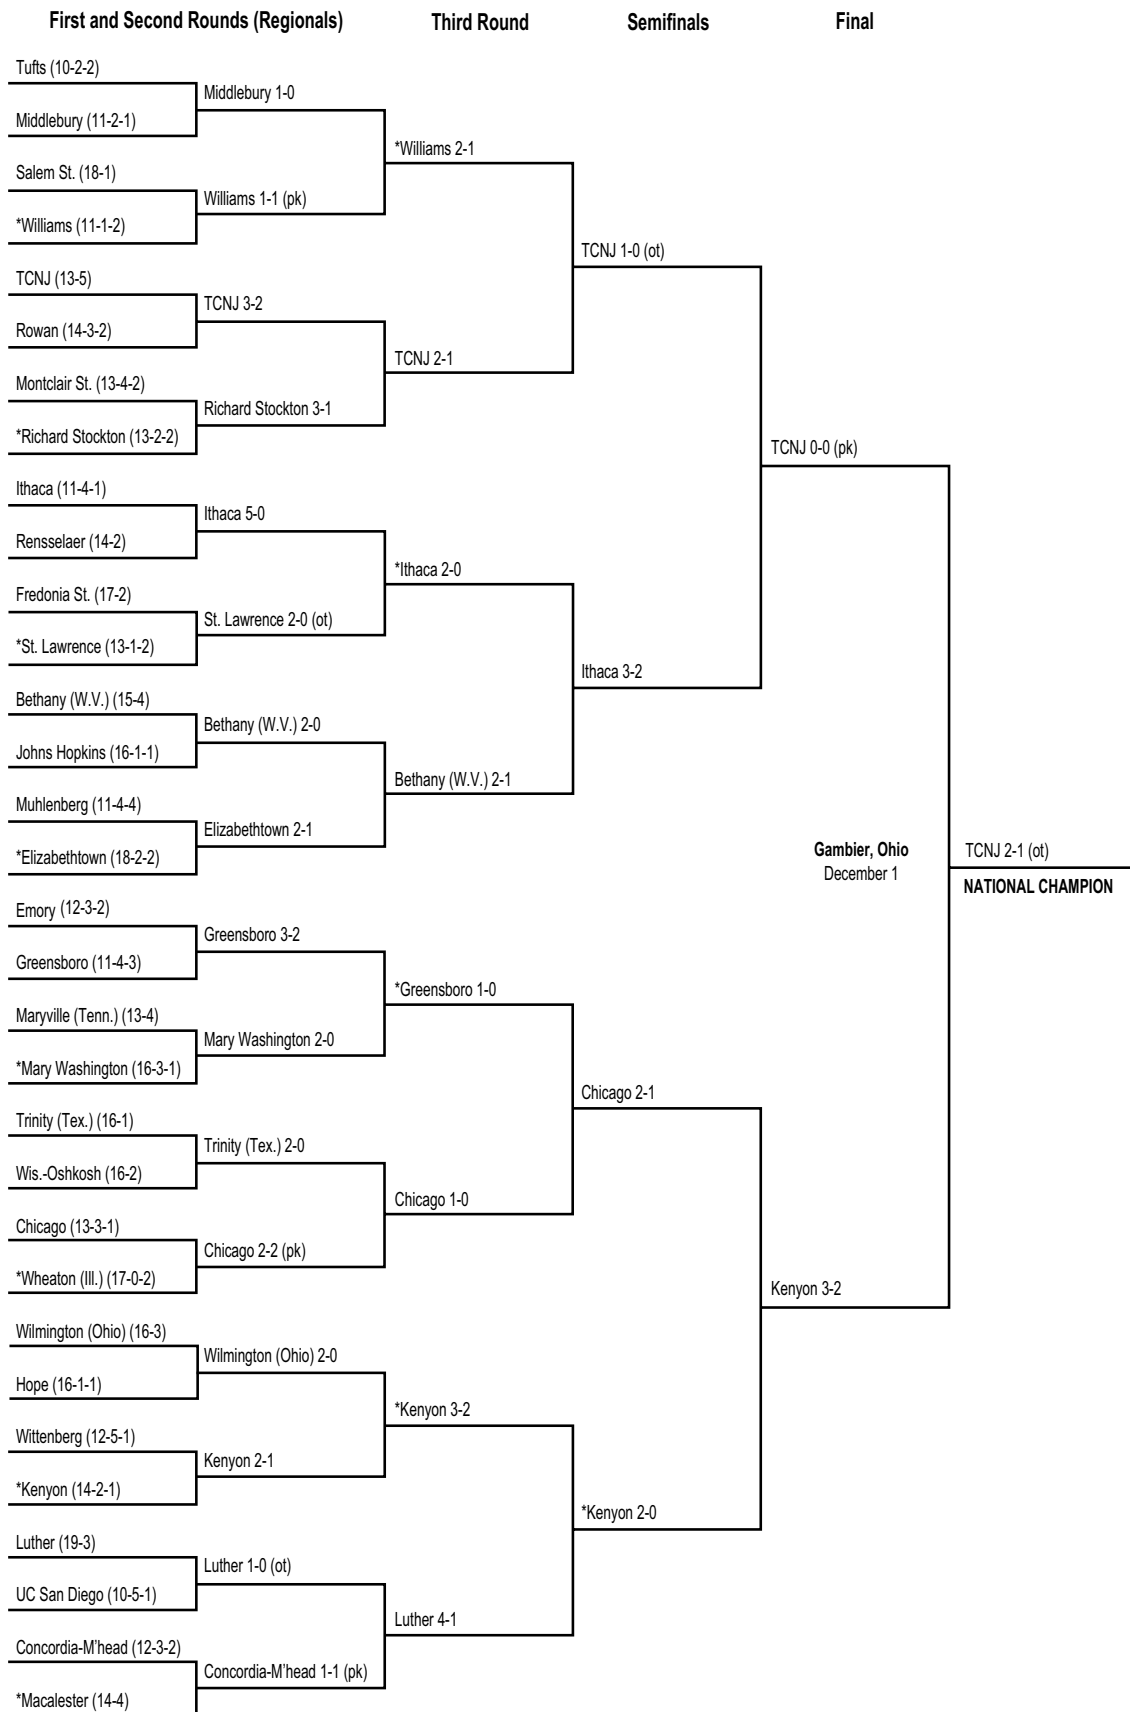 First and Second Rounds (Regionals)
Third Round
Semifinals
Final
Tufts (10-2-2)
Middlebury (11-2-1)
Salem St. (18-1)
*Williams (11-1-2)
TCNJ (13-5)
Rowan (14-3-2)
Montclair St. (13-4-2)
*Richard Stockton (13-2-2)
Ithaca (11-4-1)
Rensselaer (14-2)
Fredonia St. (17-2)
*St. Lawrence (13-1-2)
Bethany (W.V.) (15-4)
Johns Hopkins (16-1-1)
Muhlenberg (11-4-4)
*Elizabethtown (18-2-2)
Emory (12-3-2)
Greensboro (11-4-3)
Maryville (Tenn.) (13-4)
*Mary Washington (16-3-1)
Trinity (Tex.) (16-1)
Wis.-Oshkosh (16-2)
Chicago (13-3-1)
*Wheaton (Ill.) (17-0-2)
Wilmington (Ohio) (16-3)
Hope (16-1-1)
Wittenberg (12-5-1)
*Kenyon (14-2-1)
Luther (19-3)
UC San Diego (10-5-1)
Concordia-M'head (12-3-2)
*Macalester (14-4)
Middlebury 1-0
Williams 1-1 (pk)
TCNJ 3-2
Richard Stockton 3-1
Ithaca 5-0
St. Lawrence 2-0 (ot)
Bethany (W.V.) 2-0
Elizabethtown 2-1
Greensboro 3-2
Mary Washington 2-0
Trinity (Tex.) 2-0
Chicago 2-2 (pk)
Wilmington (Ohio) 2-0
Kenyon 2-1
Luther 1-0 (ot)
Concordia-M'head 1-1 (pk)
*Williams 2-1
TCNJ 2-1
*Ithaca 2-0
Bethany (W.V.) 2-1
*Greensboro 1-0
Chicago 1-0
*Kenyon 3-2
Luther 4-1
TCNJ 1-0 (ot)
Ithaca 3-2
Chicago 2-1
*Kenyon 2-0
TCNJ 0-0 (pk)
Kenyon 3-2
Gambier, Ohio
December 1
TCNJ 2-1 (ot)
NATIONAL CHAMPION